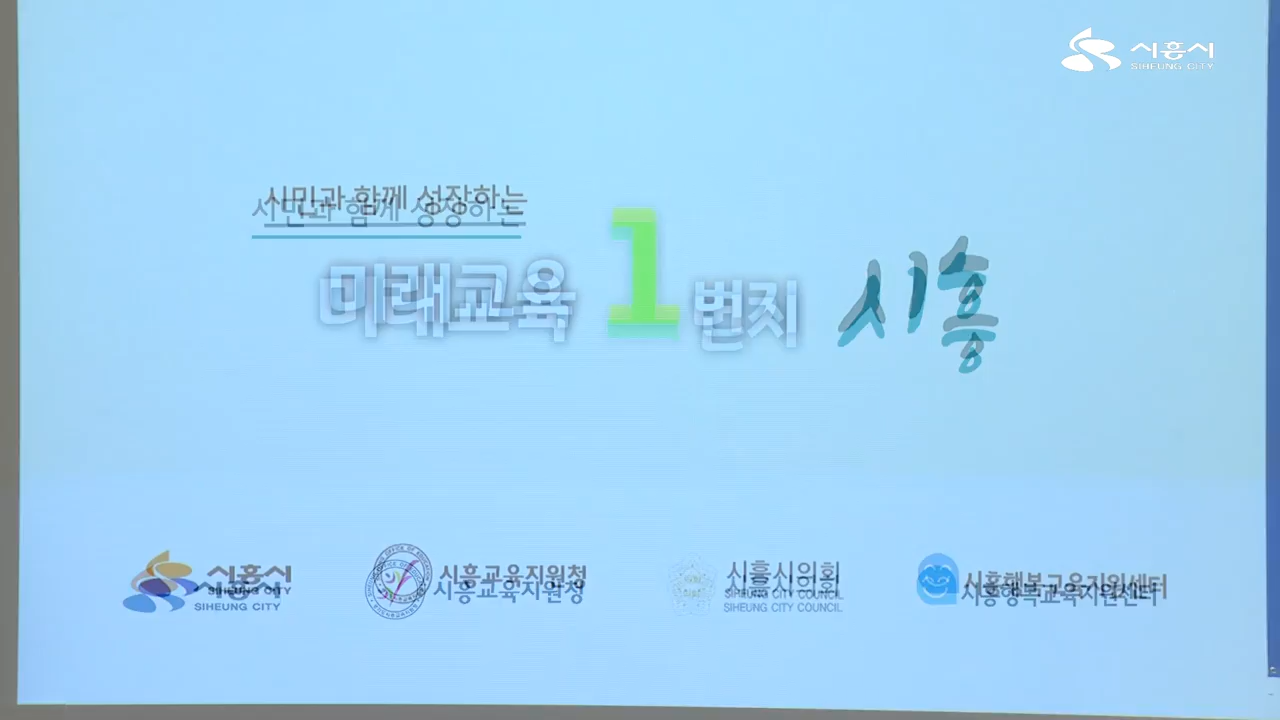 시흥시
SIHEUNG CITY
시민과 함께 성장하는
미래교육 1번지 시흥
시흥시
SIHEUNG CITY
시흥교육지원청
시흥시의회
SIHEUNG CITY COUNCIL
시흥행복교육지원센터